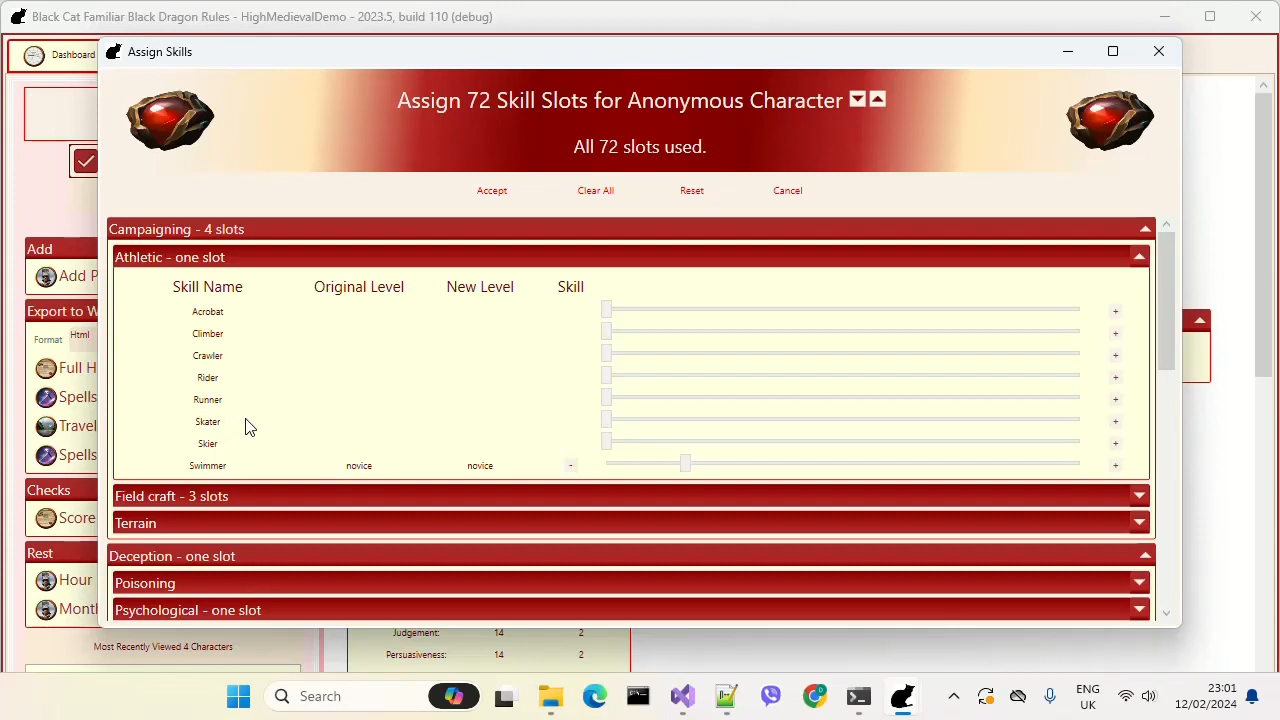 Black Cat Familiar Black Dragon Rules - HighMedievalDemo - 2023.5, build 110 (debug)
Dashboard
Assign Skills
Assign 72 Skill Slots for Anonymous Character
All 72 slots used.
Accept Clear All Reset Cancel
Campaigning - 4 slots
Athletic - one slot
Skill Name Original Level New Level Skill
Acrobat +
Climber +
Crawler +
Rider +
Runner +
Skater +
Skier +
Swimmer novice novice - +
Field craft - 3 slots
Terrain
Deception - one slot
Poisoning
Psychological - one slot
Add
Add P
Export to W
Format Html
Full H
Spells
Travel
Spells
Checks
Score
Rest
Hour
Month
Most Recently Viewed 4 Characters
Judgement: 14 2
Persuasiveness: 14 2
Search
ENG
UK
23:01
12/02/2024